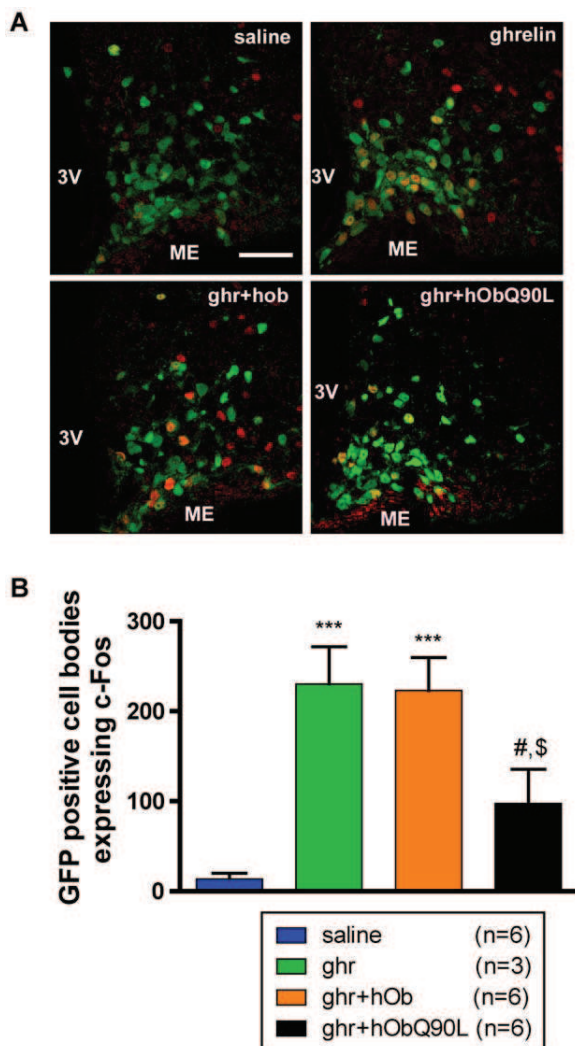 A
saline
3V
ME
ghrelin
3V
ME
ghr+hob
3V
ME
ghr+hObQ90L
3V
ME
B
GFP positive cell bodies
expressing c-Fos
300
200
100
0
***
***
#,$
saline (n=6)
ghr (n=3)
ghr+hOb (n=6)
ghr+hObQ90L (n=6)